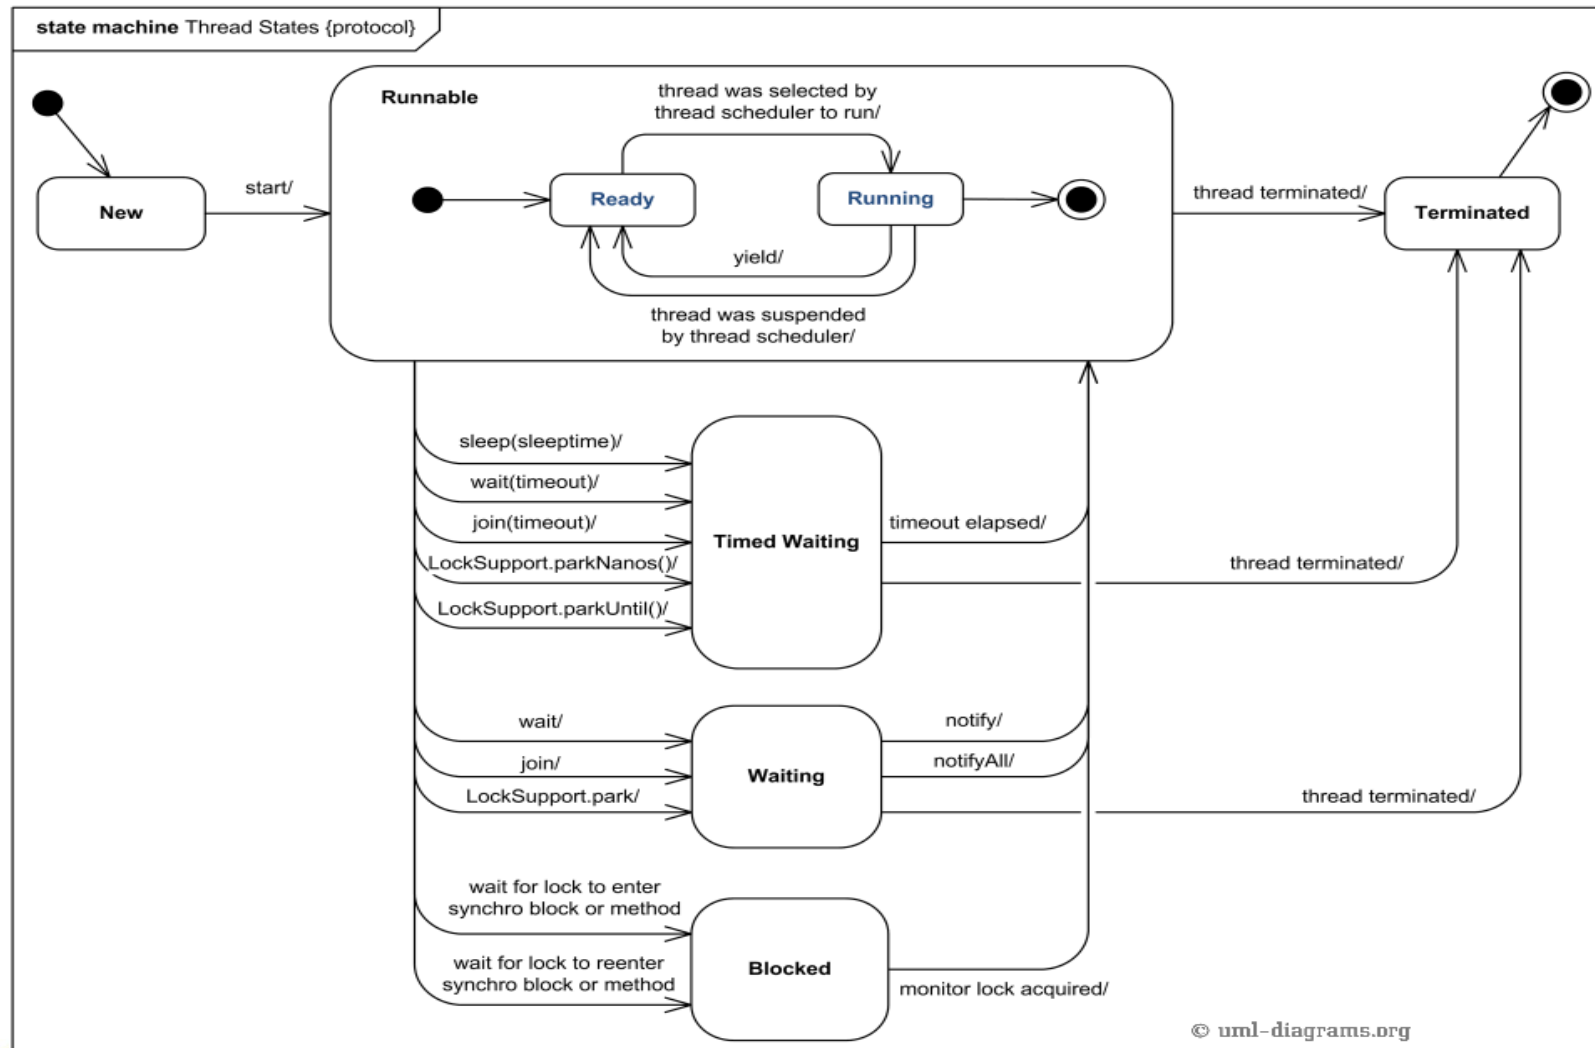 state machine Thread States {protocol}
Runnable
thread was selected by
thread scheduler to run/
New
start/
Ready
Running
thread terminated/
Terminated
yield/
thread was suspended
by thread scheduler/
sleep(sleeptime)/
wait(timeout)/
join(timeout)/
LockSupport.parkNanos()/
LockSupport.parkUntil()/
Timed Waiting
timeout elapsed/
thread terminated/
wait/
join/
LockSupport.park/
Waiting
notify/
notifyAll/
thread terminated/
wait for lock to enter
synchro block or method
wait for lock to reenter
synchro block or method
Blocked
monitor lock acquired/
© uml-diagrams.org